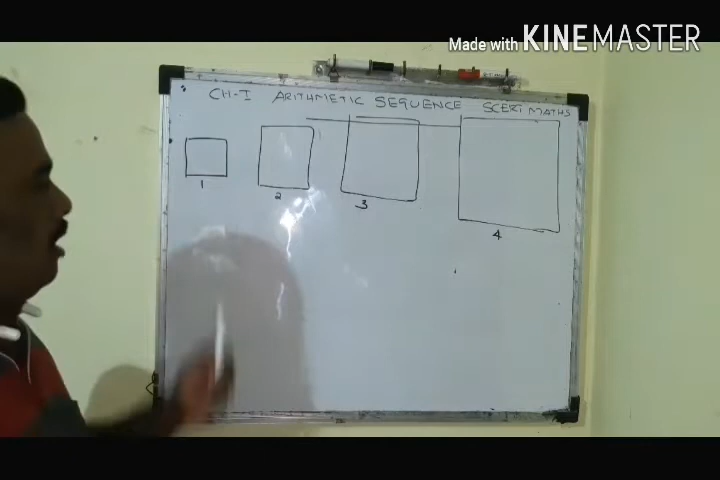 Made with KINEMASTER
CH-I ARITHMETIC SEQUENCE SCERT MATHS
1 2 3 4